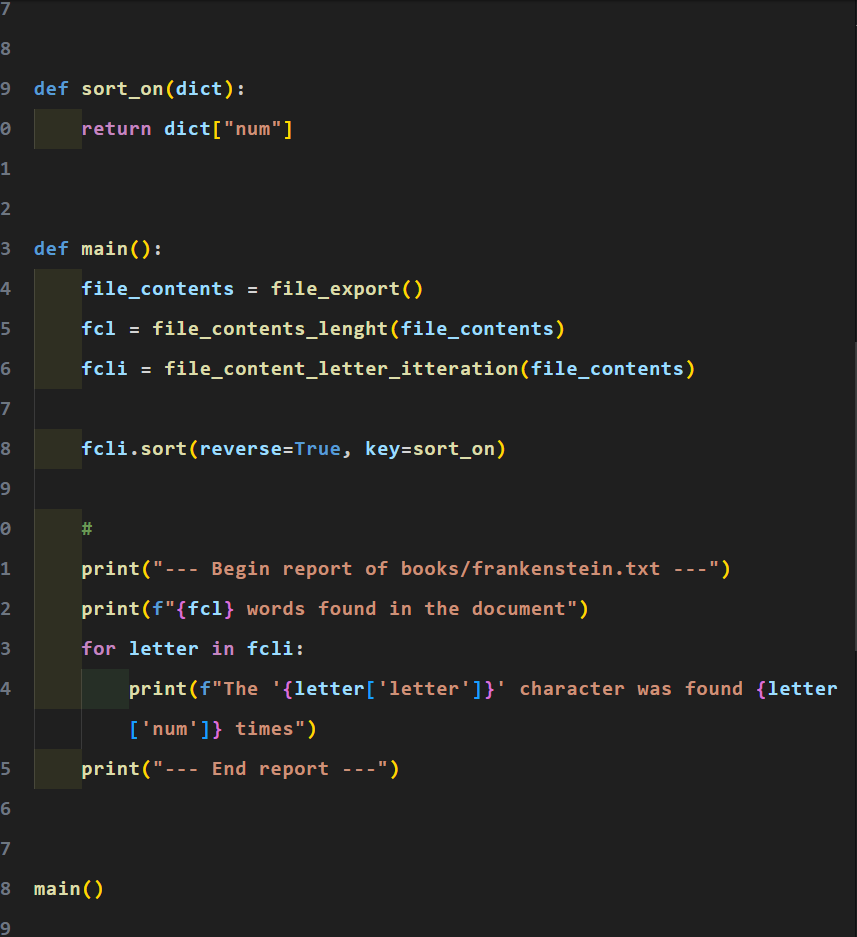 7
8
9 def sort_on(dict):
0     return dict["num"]
1
2
3 def main():
4     file_contents = file_export()
5     fcl = file_contents_lenght(file_contents)
6     fcli = file_content_letter_itteration(file_contents)
7
8     fcli.sort(reverse=True, key=sort_on)
9
0     #
1     print("--- Begin report of books/frankenstein.txt ---")
2     print(f"{fcl} words found in the document")
3     for letter in fcli:
4         print(f"The '{letter['letter']}' character was found {letter
        ['num']} times")
5     print("--- End report ---")
6
7
8 main()
9